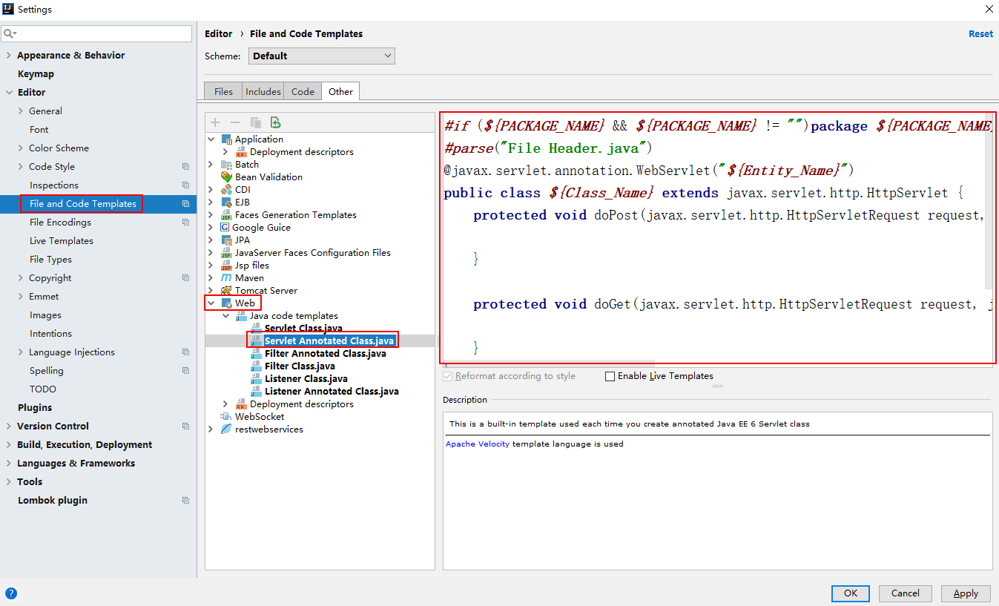 Settings
Appearance & Behavior
Keymap
Editor
General
Font
Color Scheme
Code Style
Inspections
File and Code Templates
File Encodings
Live Templates
File Types
Copyright
Emmet
Images
Intentions
Language Injections
Spelling
TODO
Plugins
Version Control
Build, Execution, Deployment
Languages & Frameworks
Tools
Lombok plugin
Editor › File and Code Templates
Reset
Scheme: Default
Files Includes Code Other
Application
Deployment descriptors
Batch
Bean Validation
CDI
EJB
Faces Generation Templates
Google Guice
JPA
JavaServer Faces Configuration Files
Jsp files
Maven
Tomcat Server
Web
Java code templates
Servlet Class.java
Servlet Annotated Class.java
Filter Annotated Class.java
Filter Class.java
Listener Class.java
Listener Annotated Class.java
Deployment descriptors
WebSocket
restwebservices
#if (${PACKAGE_NAME} && ${PACKAGE_NAME} != "")package ${PACKAGE_NAME
#parse("File Header.java")
@javax.servlet.annotation.WebServlet("${Entity_Name}")
public class ${Class_Name} extends javax.servlet.http.HttpServlet {
protected void doPost(javax.servlet.http.HttpServletRequest request,
}
protected void doGet(javax.servlet.http.HttpServletRequest request, j
}
Reformat according to style
Enable Live Templates
Description
This is a built-in template used each time you create annotated Java EE 6 Servlet class
Apache Velocity template language is used
?
OK Cancel Apply